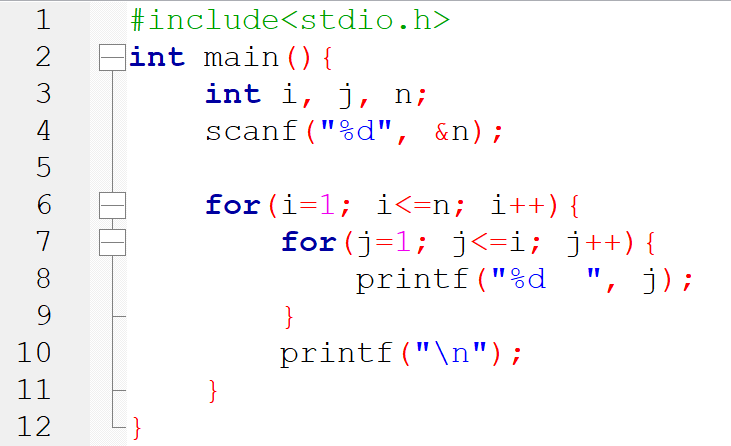 1 #include<stdio.h>
2 int main(){
3     int i, j, n;
4     scanf("%d", &n);
5
6     for(i=1; i<=n; i++){
7         for(j=1; j<=i; j++){
8             printf("%d  ", j);
9         }
10         printf("\n");
11     }
12 }